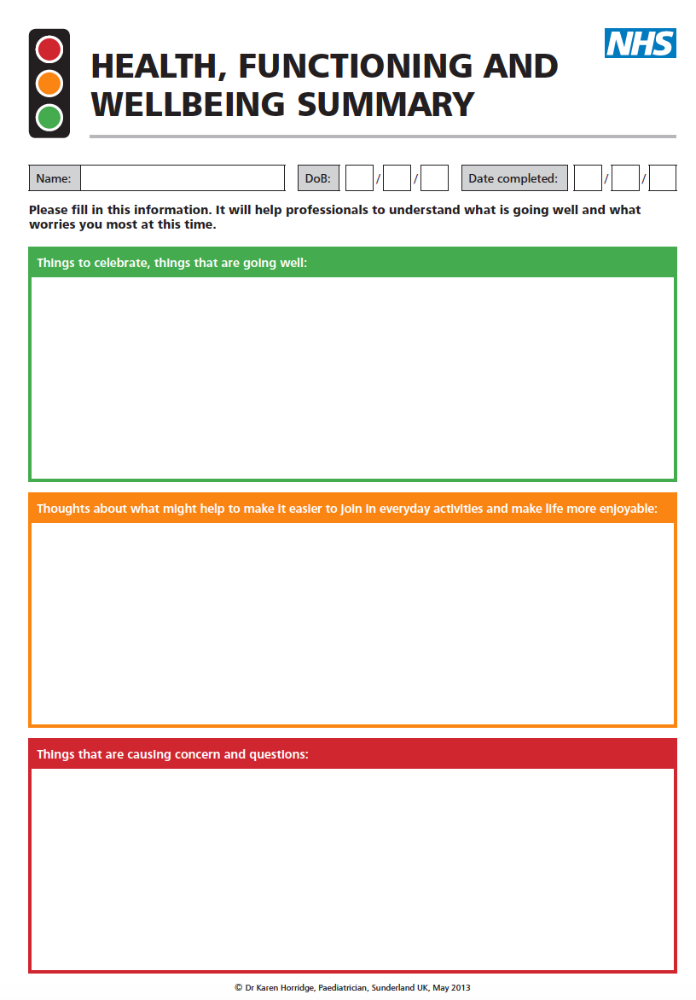 NHS
HEALTH, FUNCTIONING AND
WELLBEING SUMMARY
Name: DoB: / / Date completed: / /
Please fill in this information. It will help professionals to understand what is going well and what
worries you most at this time.
Things to celebrate, things that are going well:
Thoughts about what might help to make it easier to join in everyday activities and make life more enjoyable:
Things that are causing concern and questions:
© Dr Karen Horridge, Paediatrician, Sunderland UK, May 2013